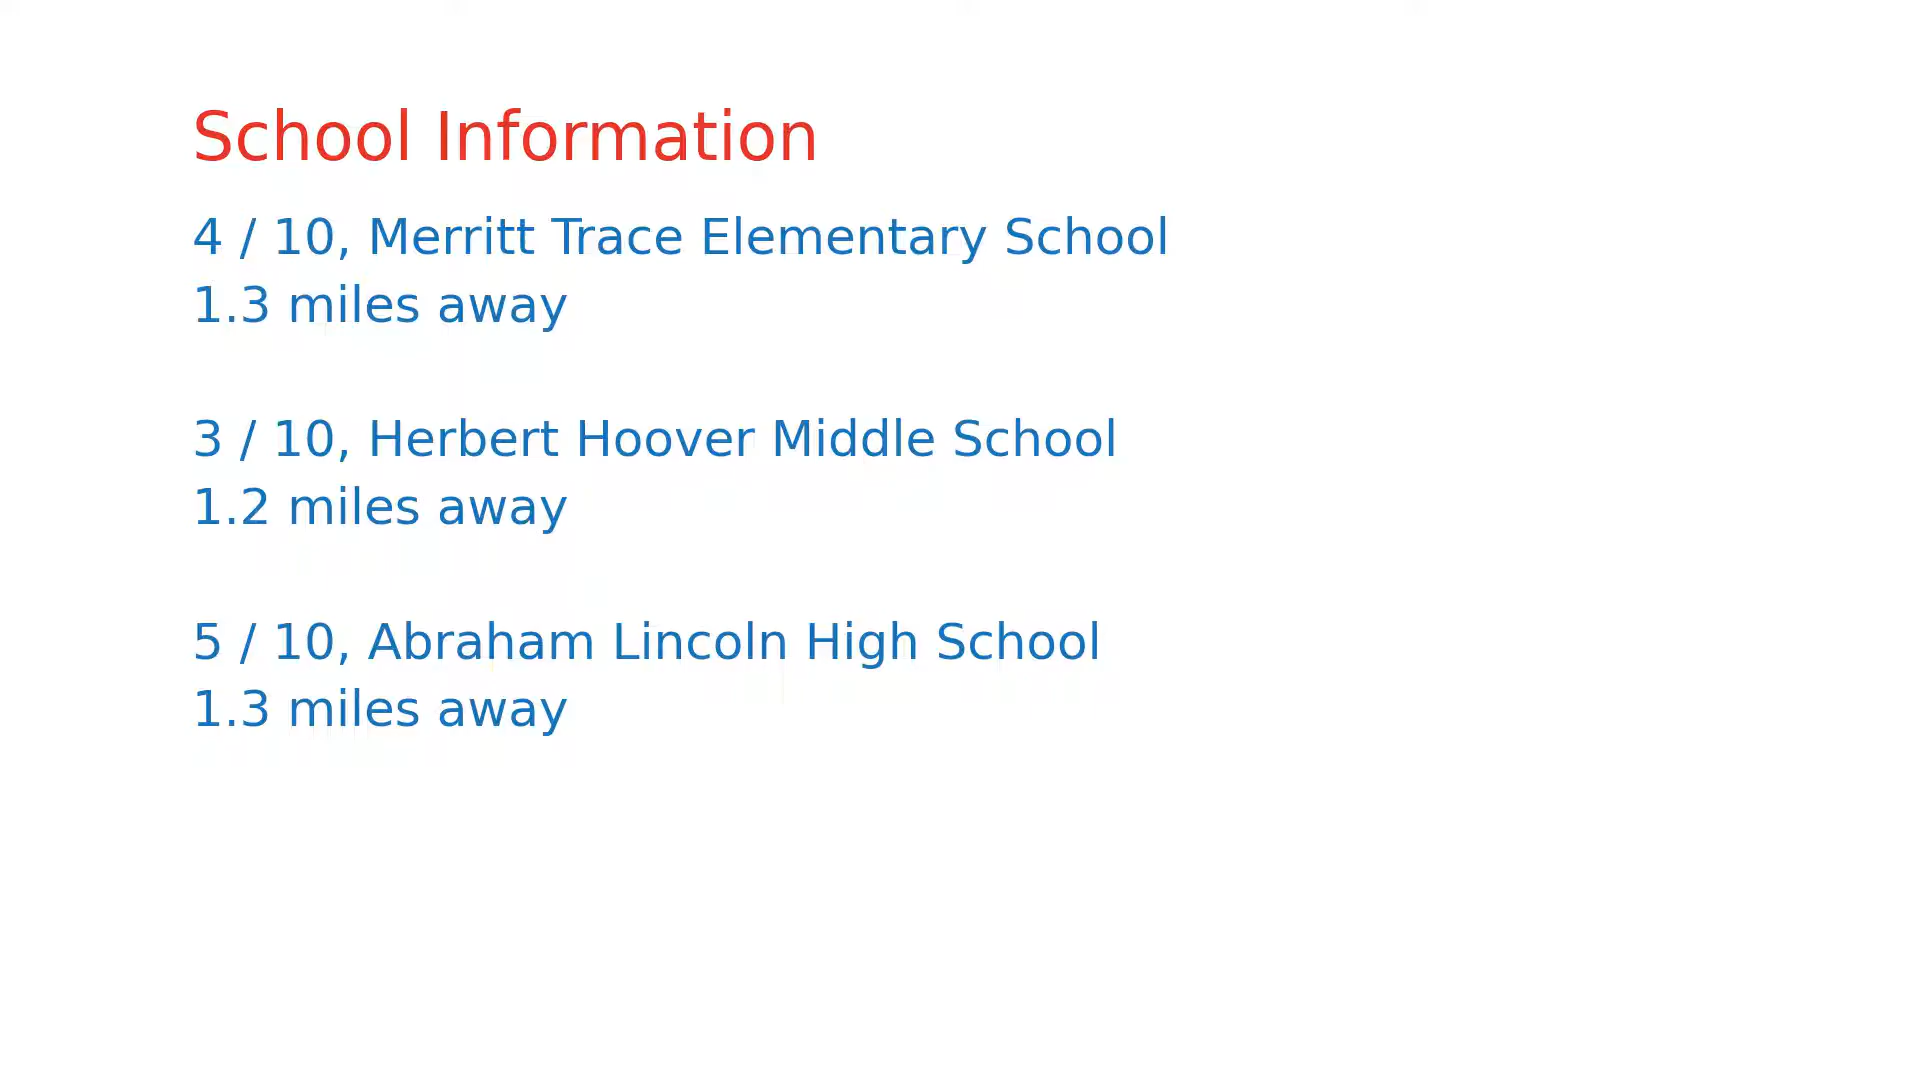 School Information
4 / 10, Merritt Trace Elementary School
1.3 miles away
3 / 10, Herbert Hoover Middle School
1.2 miles away
5 / 10, Abraham Lincoln High School
1.3 miles away